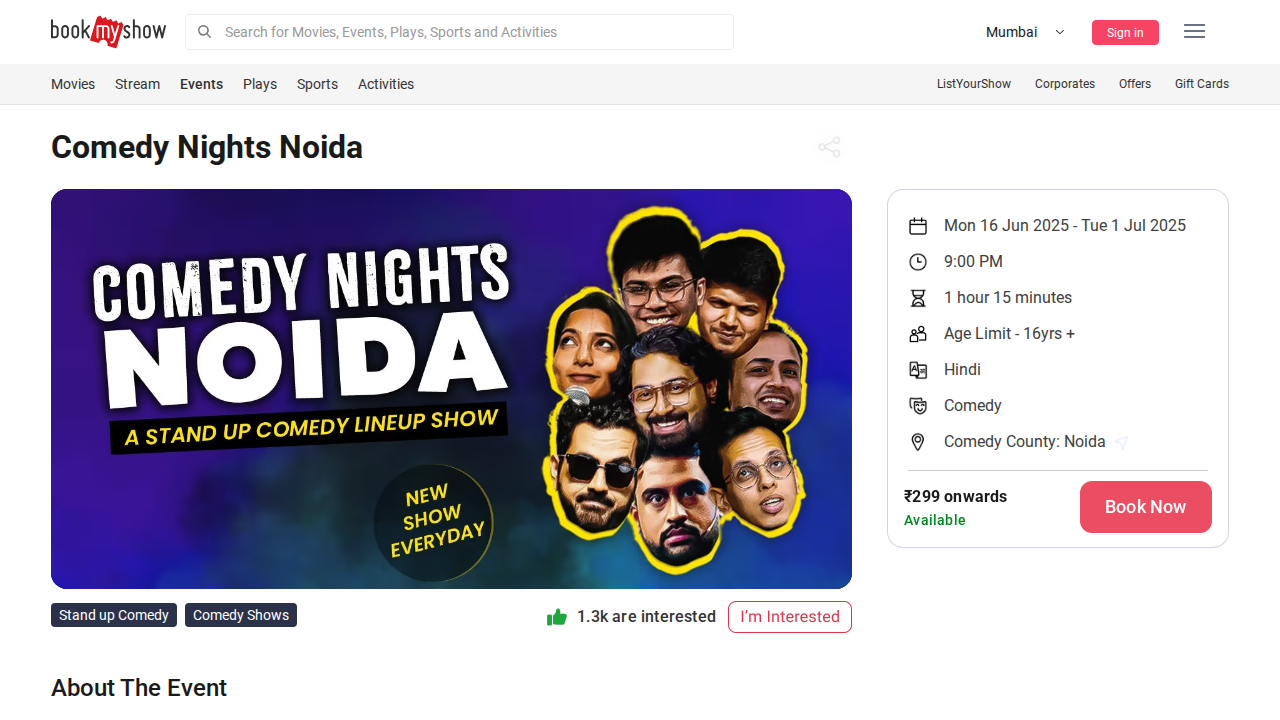 bookmyshow
Search for Movies, Events, Plays, Sports and Activities
Mumbai
Sign in
Movies Stream Events Plays Sports Activities
ListYourShow Corporates Offers Gift Cards
Comedy Nights Noida
COMEDY NIGHTS
NOIDA
A STAND UP COMEDY LINEUP SHOW
NEW
SHOW
EVERYDAY
Mon 16 Jun 2025 - Tue 1 Jul 2025
9:00 PM
1 hour 15 minutes
Age Limit - 16yrs +
Hindi
Comedy
Comedy County: Noida
₹299 onwards
Available
Book Now
Stand up Comedy Comedy Shows
1.3k are interested
I'm Interested
About The Event